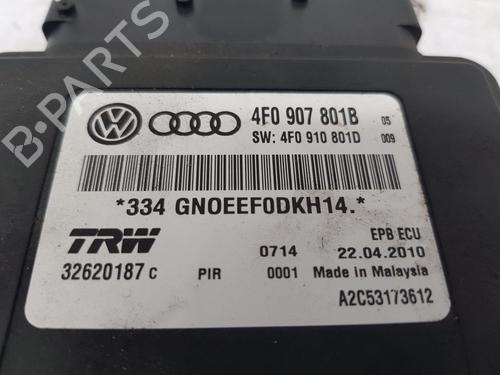 4F0 907 801B 05
SW: 4F0 910 801D 009
*334 GNOEEF0DKH14.*
TRW
EPB ECU
0714 22.04.2010
32620187 C PIR 0001 Made in Malaysia
A2C53173612
B-Parts